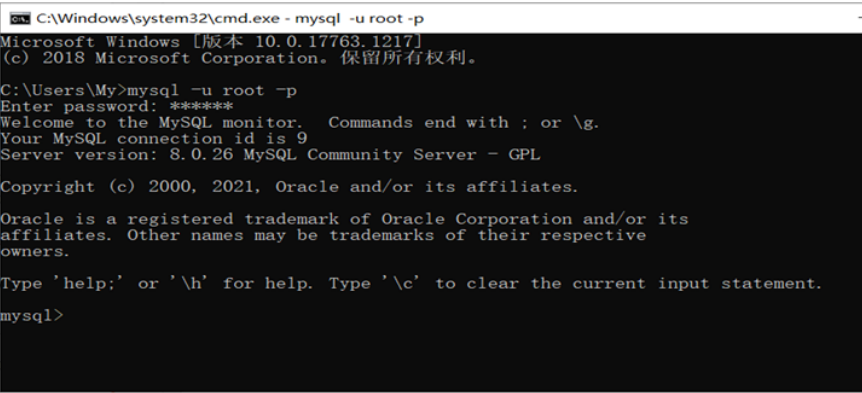 C:\Windows\system32\cmd.exe - mysql -u root -p
Microsoft Windows [版本 10.0.17763.1217]
(c) 2018 Microsoft Corporation。保留所有权利。
C:\Users\My>mysql -u root -p
Enter password: ******
Welcome to the MySQL monitor.  Commands end with ; or \g.
Your MySQL connection id is 9
Server version: 8.0.26 MySQL Community Server - GPL
Copyright (c) 2000, 2021, Oracle and/or its affiliates.
Oracle is a registered trademark of Oracle Corporation and/or its
affiliates. Other names may be trademarks of their respective
owners.
Type 'help;' or '\h' for help. Type '\c' to clear the current input statement.
mysql>